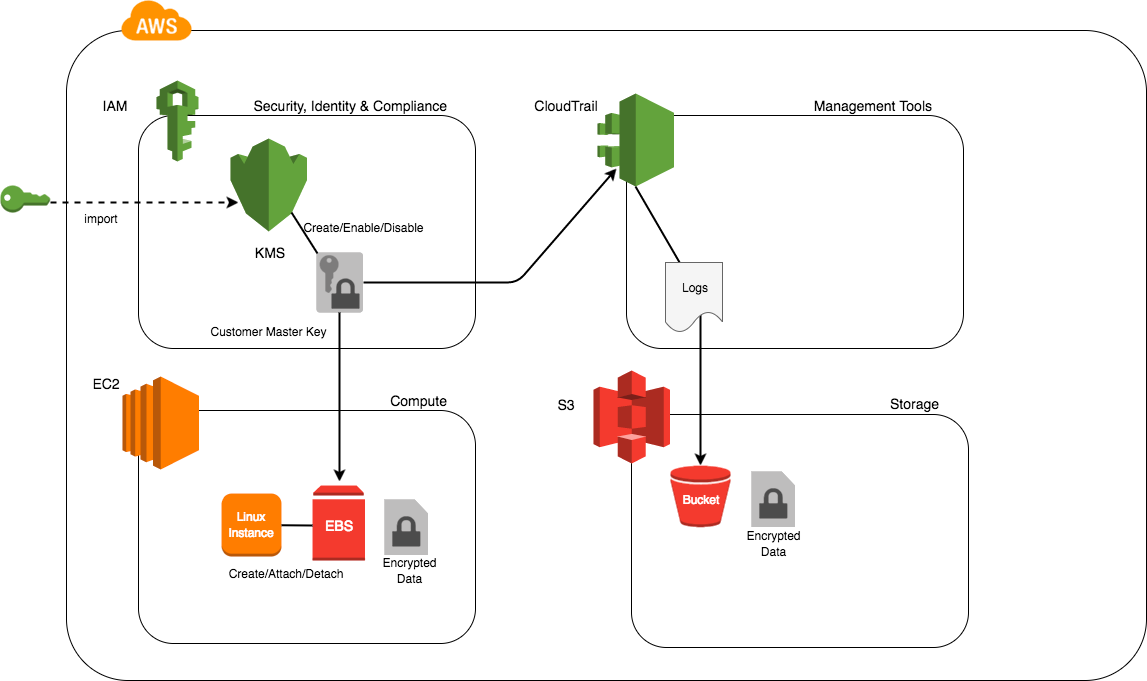 AWS
IAM
Security, Identity & Compliance
CloudTrail
Management Tools
import
Create/Enable/Disable
KMS
Logs
Customer Master Key
EC2
Compute
S3
Storage
Linux
Instance
EBS
Bucket
Create/Attach/Detach
Encrypted
Data
Encrypted
Data